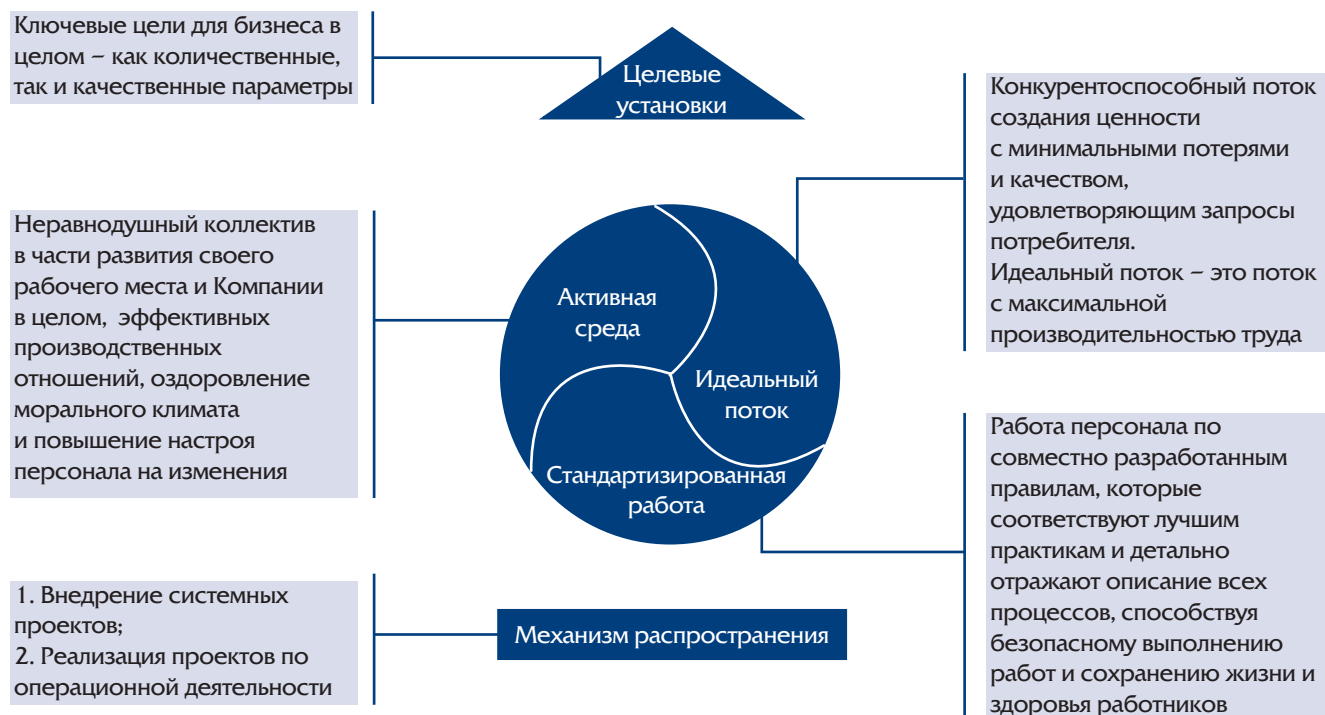 Ключевые цели для бизнеса в
целом – как количественные,
так и качественные параметры
Целевые
установки
Конкурентоспособный поток
создания ценности
с минимальными потерями
и качеством,
удовлетворяющим запросы
потребителя.
Идеальный поток – это поток
с максимальной
производительностью труда
Неравнодушный коллектив
в части развития своего
рабочего места и Компании
в целом, эффективных
производственных
отношений, оздоровление
морального климата
и повышение настроя
персонала на изменения
Активная
среда
Идеальный
поток
Стандартизированная
работа
Работа персонала по
совместно разработанным
правилам, которые
соответствуют лучшим
практикам и детально
отражают описание всех
процессов, способствуя
безопасному выполнению
работ и сохранению жизни и
здоровья работников
1. Внедрение системных
проектов;
2. Реализация проектов по
операционной деятельности
Механизм распространения